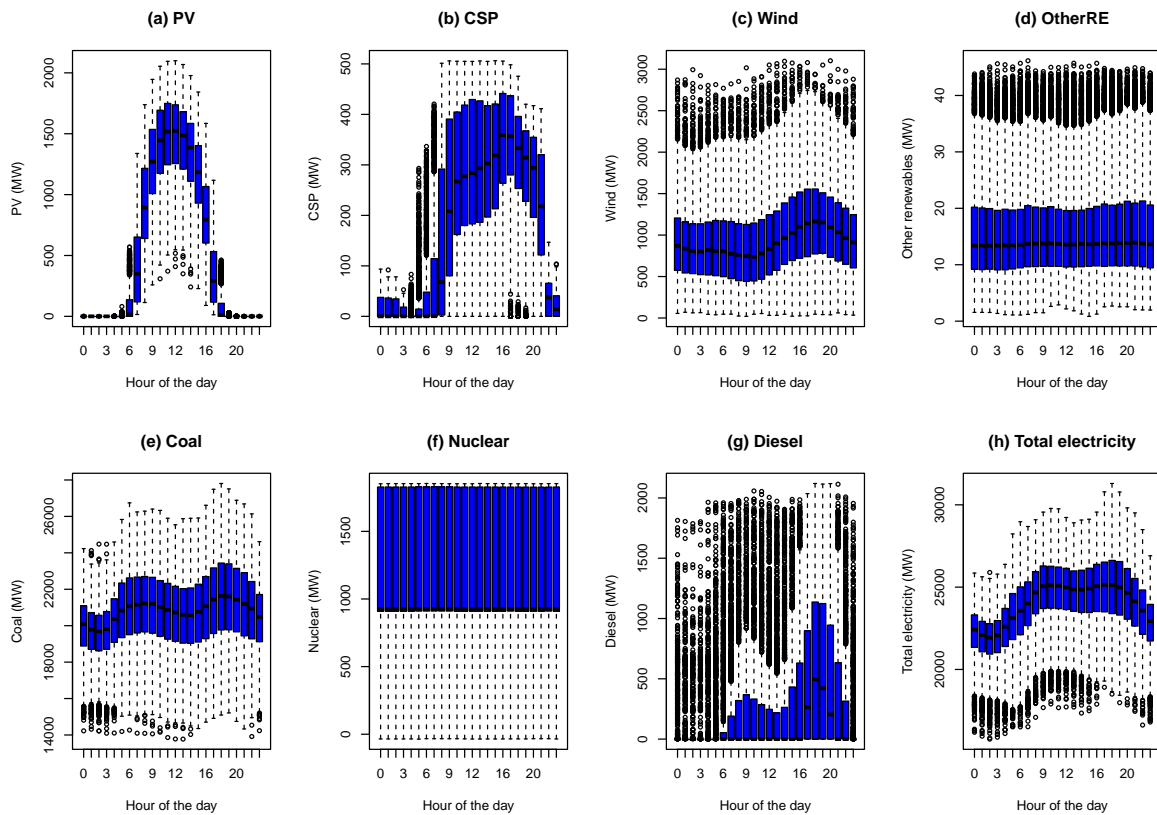 (a) PV
PV (MW)
0 500 1000 1500 2000
0 3 6 9 12 16 20
Hour of the day
(b) CSP
CSP (MW)
0 100 200 300 400 500
0 3 6 9 12 16 20
Hour of the day
(c) Wind
Wind (MW)
0 500 1000 1500 2000 2500 3000
0 3 6 9 12 16 20
Hour of the day
(d) OtherRE
Other renewables (MW)
0 10 20 30 40
0 3 6 9 12 16 20
Hour of the day
(e) Coal
Coal (MW)
14000 18000 22000 26000
0 3 6 9 12 16 20
Hour of the day
(f) Nuclear
Nuclear (MW)
0 500 1000 1500
0 3 6 9 12 16 20
Hour of the day
(g) Diesel
Diesel (MW)
0 500 1000 1500 2000
0 3 6 9 12 16 20
Hour of the day
(h) Total electricity
Total electricity (MW)
20000 25000 30000
0 3 6 9 12 16 20
Hour of the day